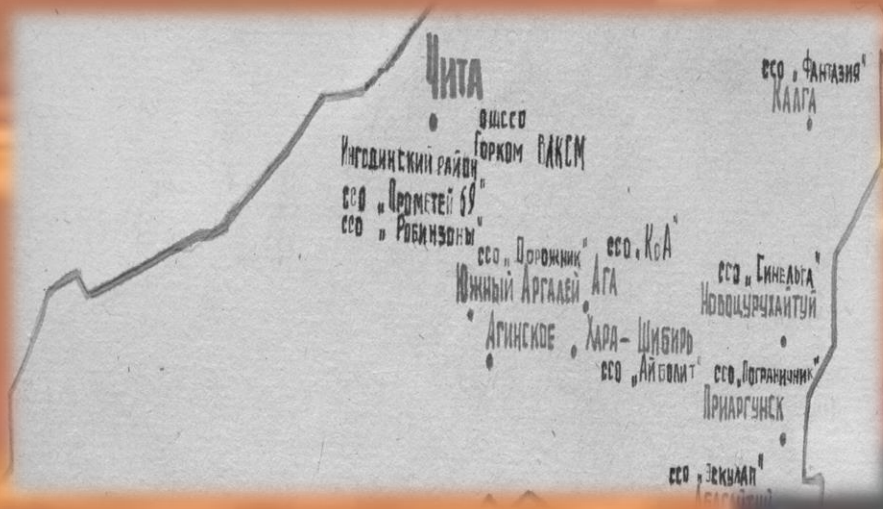 Чита
ошссо
Горком ВЛКСМ
Ингодинский район
ссо „Прометей 69"
ссо „Робинзоны"
ссо „Фантазия"
Калга
ссо „Дорожник"
Южный Аргалей
ссо „КоА"
Ага
Агинское
Хара-Шибирь
ссо „Айболит"
ссо „Синельга"
Новоцурухайтуй
ссо „Пограничник"
Приаргунск
ссо „Эскулап"